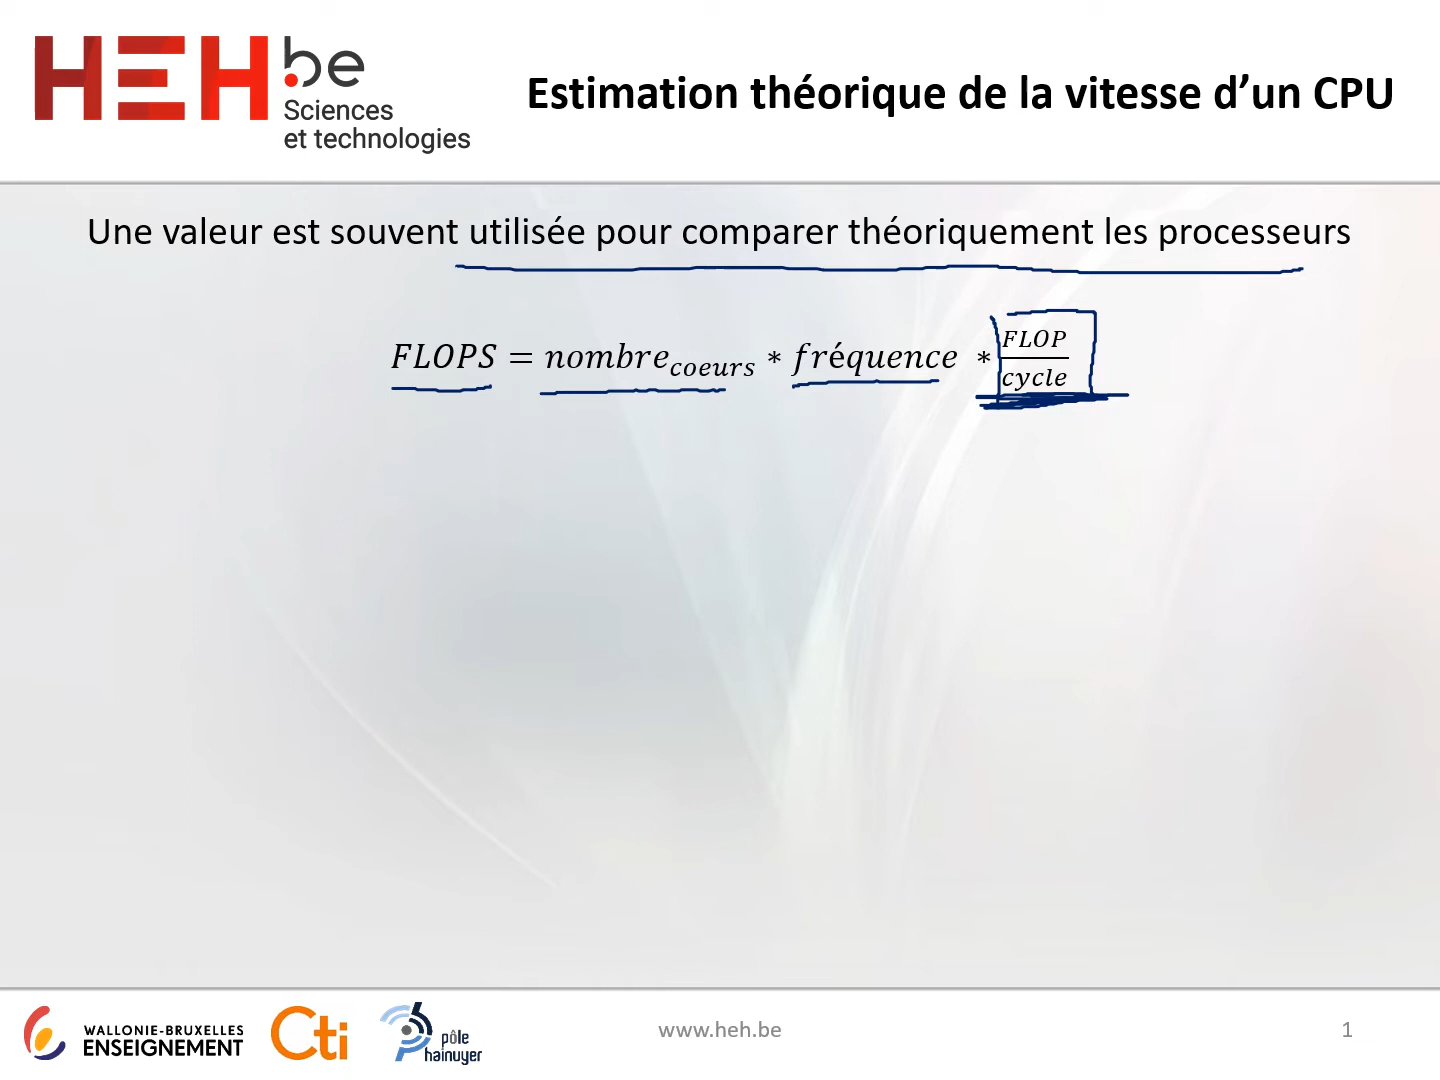 HEH.be
Sciences
et technologies
Estimation théorique de la vitesse d’un CPU
Une valeur est souvent utilisée pour comparer théoriquement les processeurs
FLOPS = nombre_coeurs * fréquence * FLOP/cycle
WALLONIE-BRUXELLES
ENSEIGNEMENT
Cti
pôle
hainuyer
www.heh.be
1